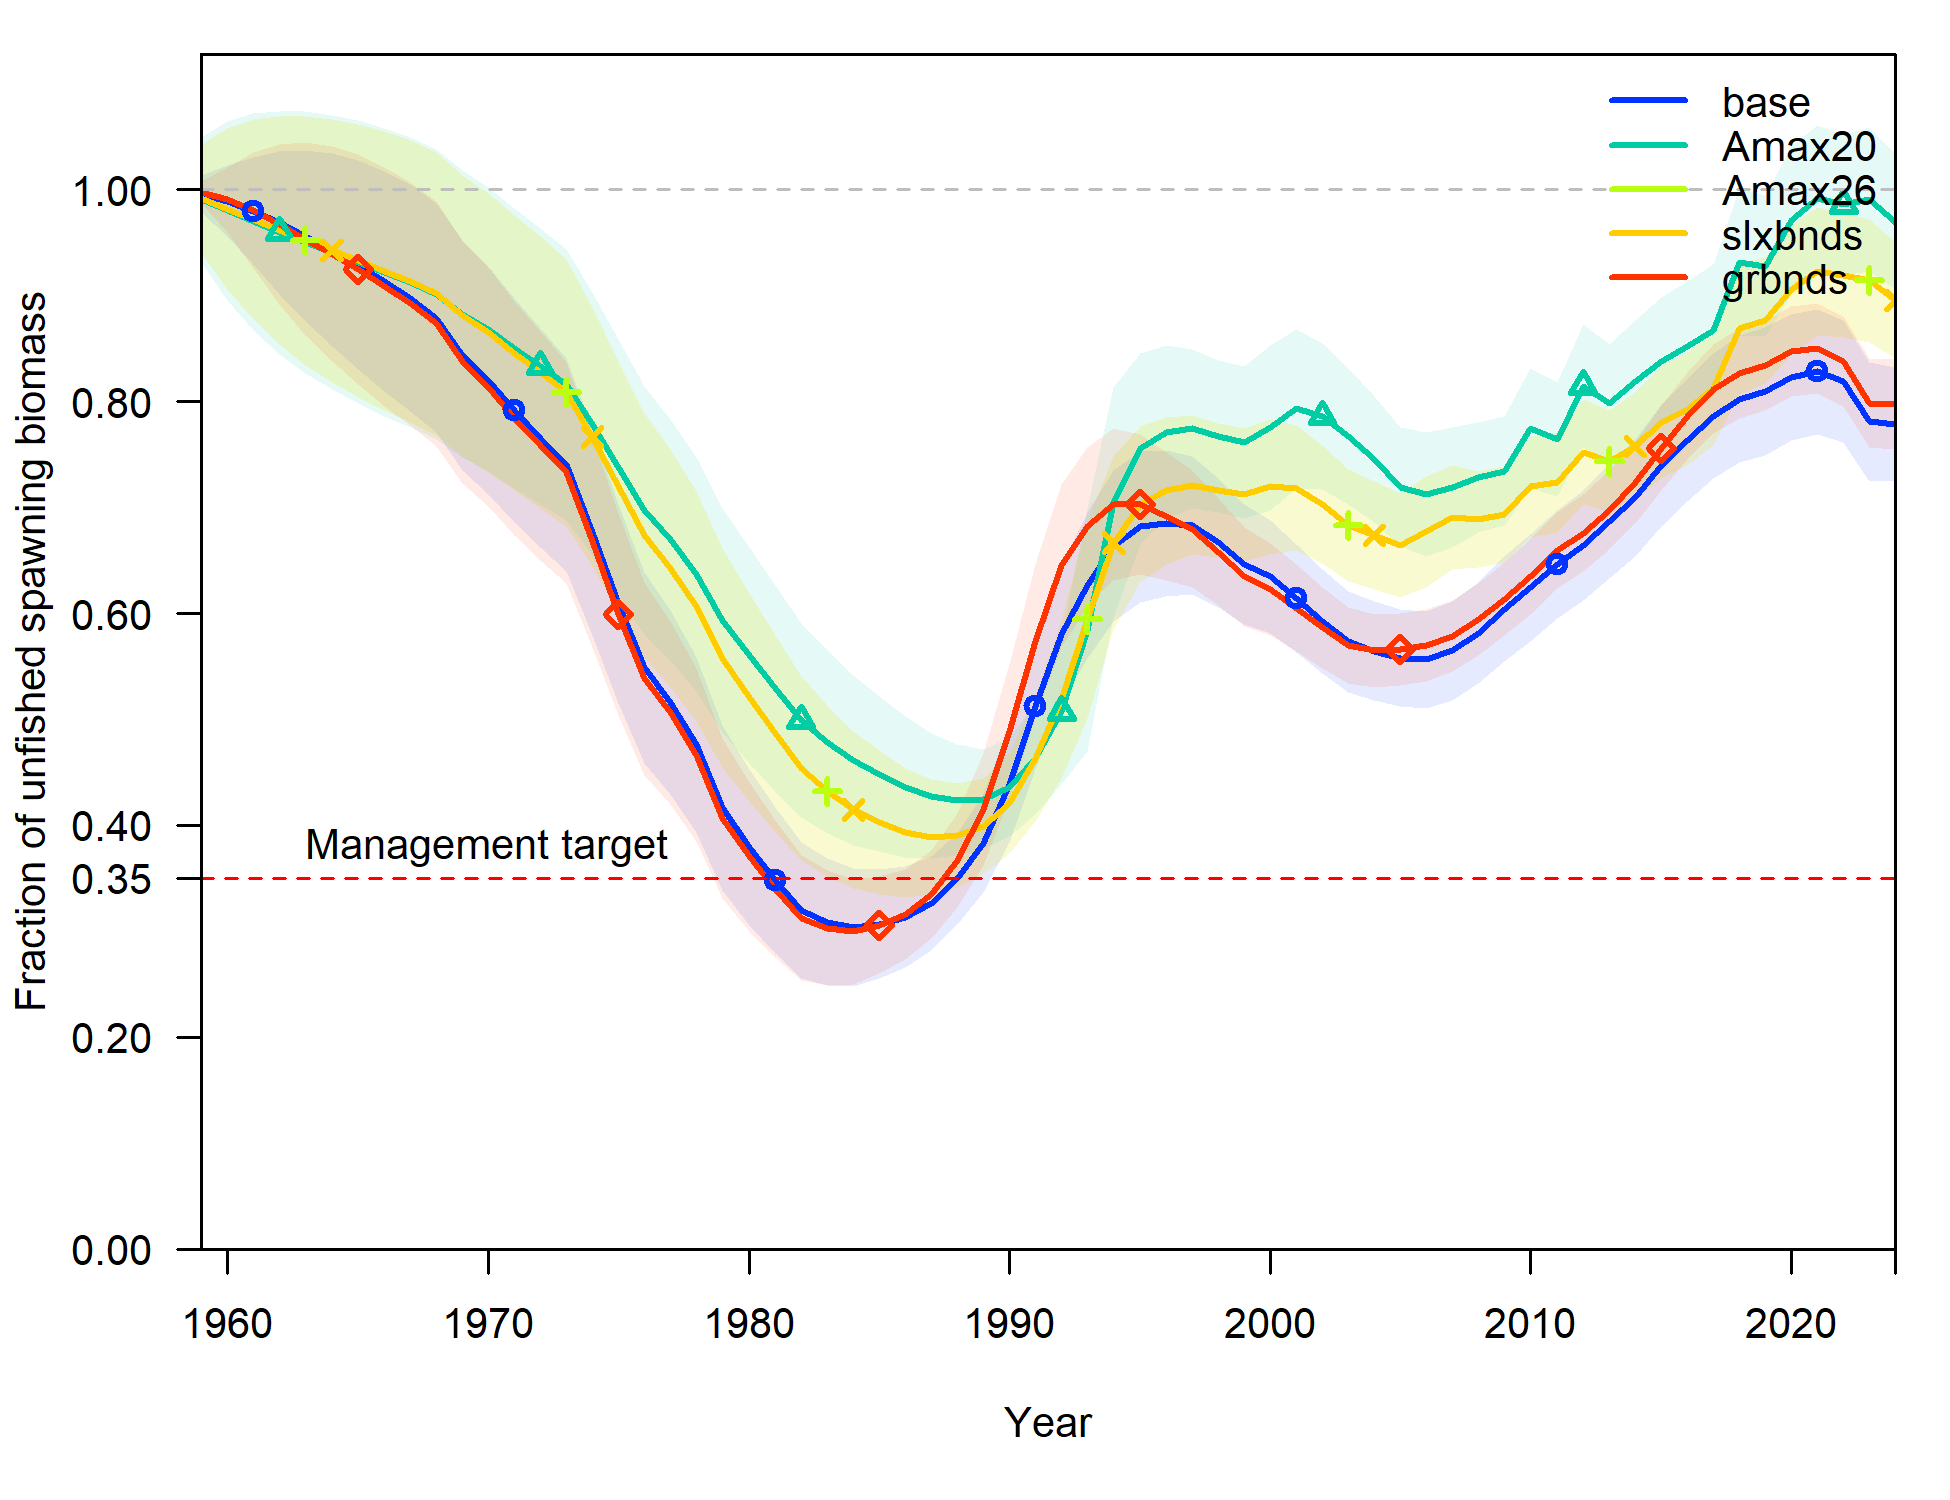 base
Amax20
Amax26
slxbnds
grbnds
1.00
0.80
0.60
0.40
0.35
0.20
0.00
Management target
Fraction of unfished spawning biomass
1960 1970 1980 1990 2000 2010 2020
Year